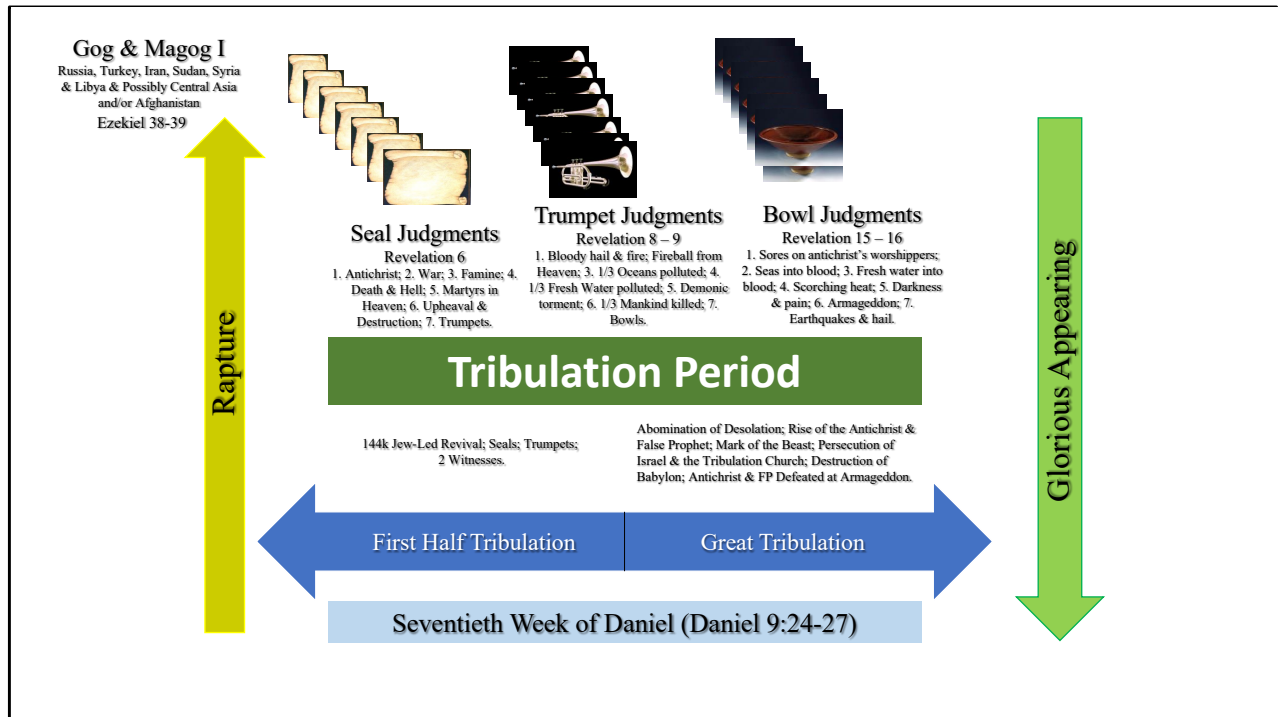 Gog & Magog I
Russia, Turkey, Iran, Sudan, Syria
& Libya & Possibly Central Asia
and/or Afghanistan
Ezekiel 38-39
Rapture
Seal Judgments
Revelation 6
1. Antichrist; 2. War; 3. Famine; 4.
Death & Hell; 5. Martyrs in
Heaven; 6. Upheaval &
Destruction; 7. Trumpets.
Trumpet Judgments
Revelation 8 – 9
1. Bloody hail & fire; Fireball from
Heaven; 3. 1/3 Oceans polluted; 4.
1/3 Fresh Water polluted; 5. Demonic
torment; 6. 1/3 Mankind killed; 7.
Bowls.
Bowl Judgments
Revelation 15 – 16
1. Sores on antichrist’s worshippers;
2. Seas into blood; 3. Fresh water into
blood; 4. Scorching heat; 5. Darkness
& pain; 6. Armageddon; 7.
Earthquakes & hail.
Glorious Appearing
Tribulation Period
144k Jew-Led Revival; Seals; Trumpets;
2 Witnesses.
Abomination of Desolation; Rise of the Antichrist &
False Prophet; Mark of the Beast; Persecution of
Israel & the Tribulation Church; Destruction of
Babylon; Antichrist & FP Defeated at Armageddon.
First Half Tribulation
Great Tribulation
Seventieth Week of Daniel (Daniel 9:24-27)